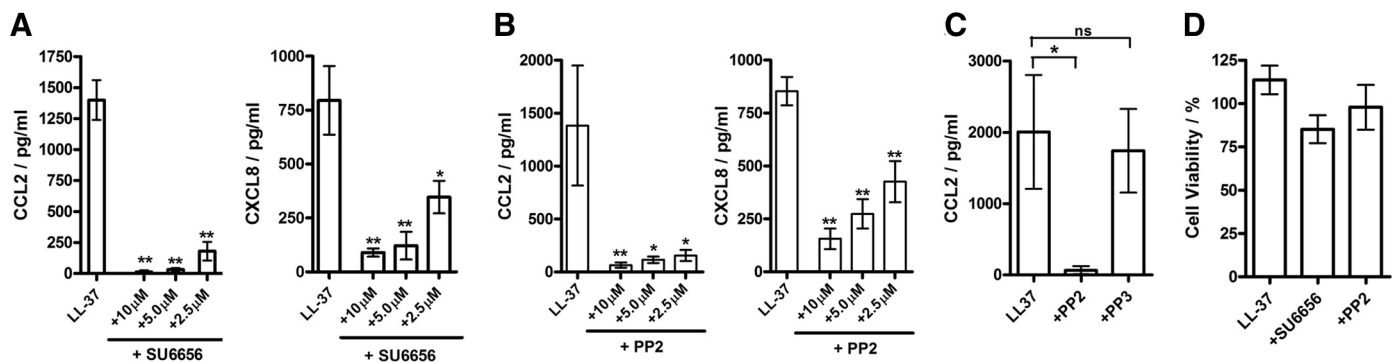 A
CCL2 / pg/ml
1750
1500
1250
1000
750
500
250
0
**
**
**
LL-37
+10μM
+5.0μM
+2.5μM
+ SU6656
CXCL8 / pg/ml
1000
750
500
250
0
**
**
*
LL-37
+10μM
+5.0μM
+2.5μM
+ SU6656
B
CCL2 / pg/ml
2000
1500
1000
500
0
**
*
*
LL-37
+10μM
+5.0μM
+2.5μM
+ PP2
CXCL8 / pg/ml
1000
750
500
250
0
**
**
**
LL-37
+10μM
+5.0μM
+2.5μM
+ PP2
C
ns
*
CCL2 / pg/ml
3000
2000
1000
0
LL37
+PP2
+PP3
D
Cell Viability / %
125
100
75
50
25
0
LL-37
+SU6656
+PP2